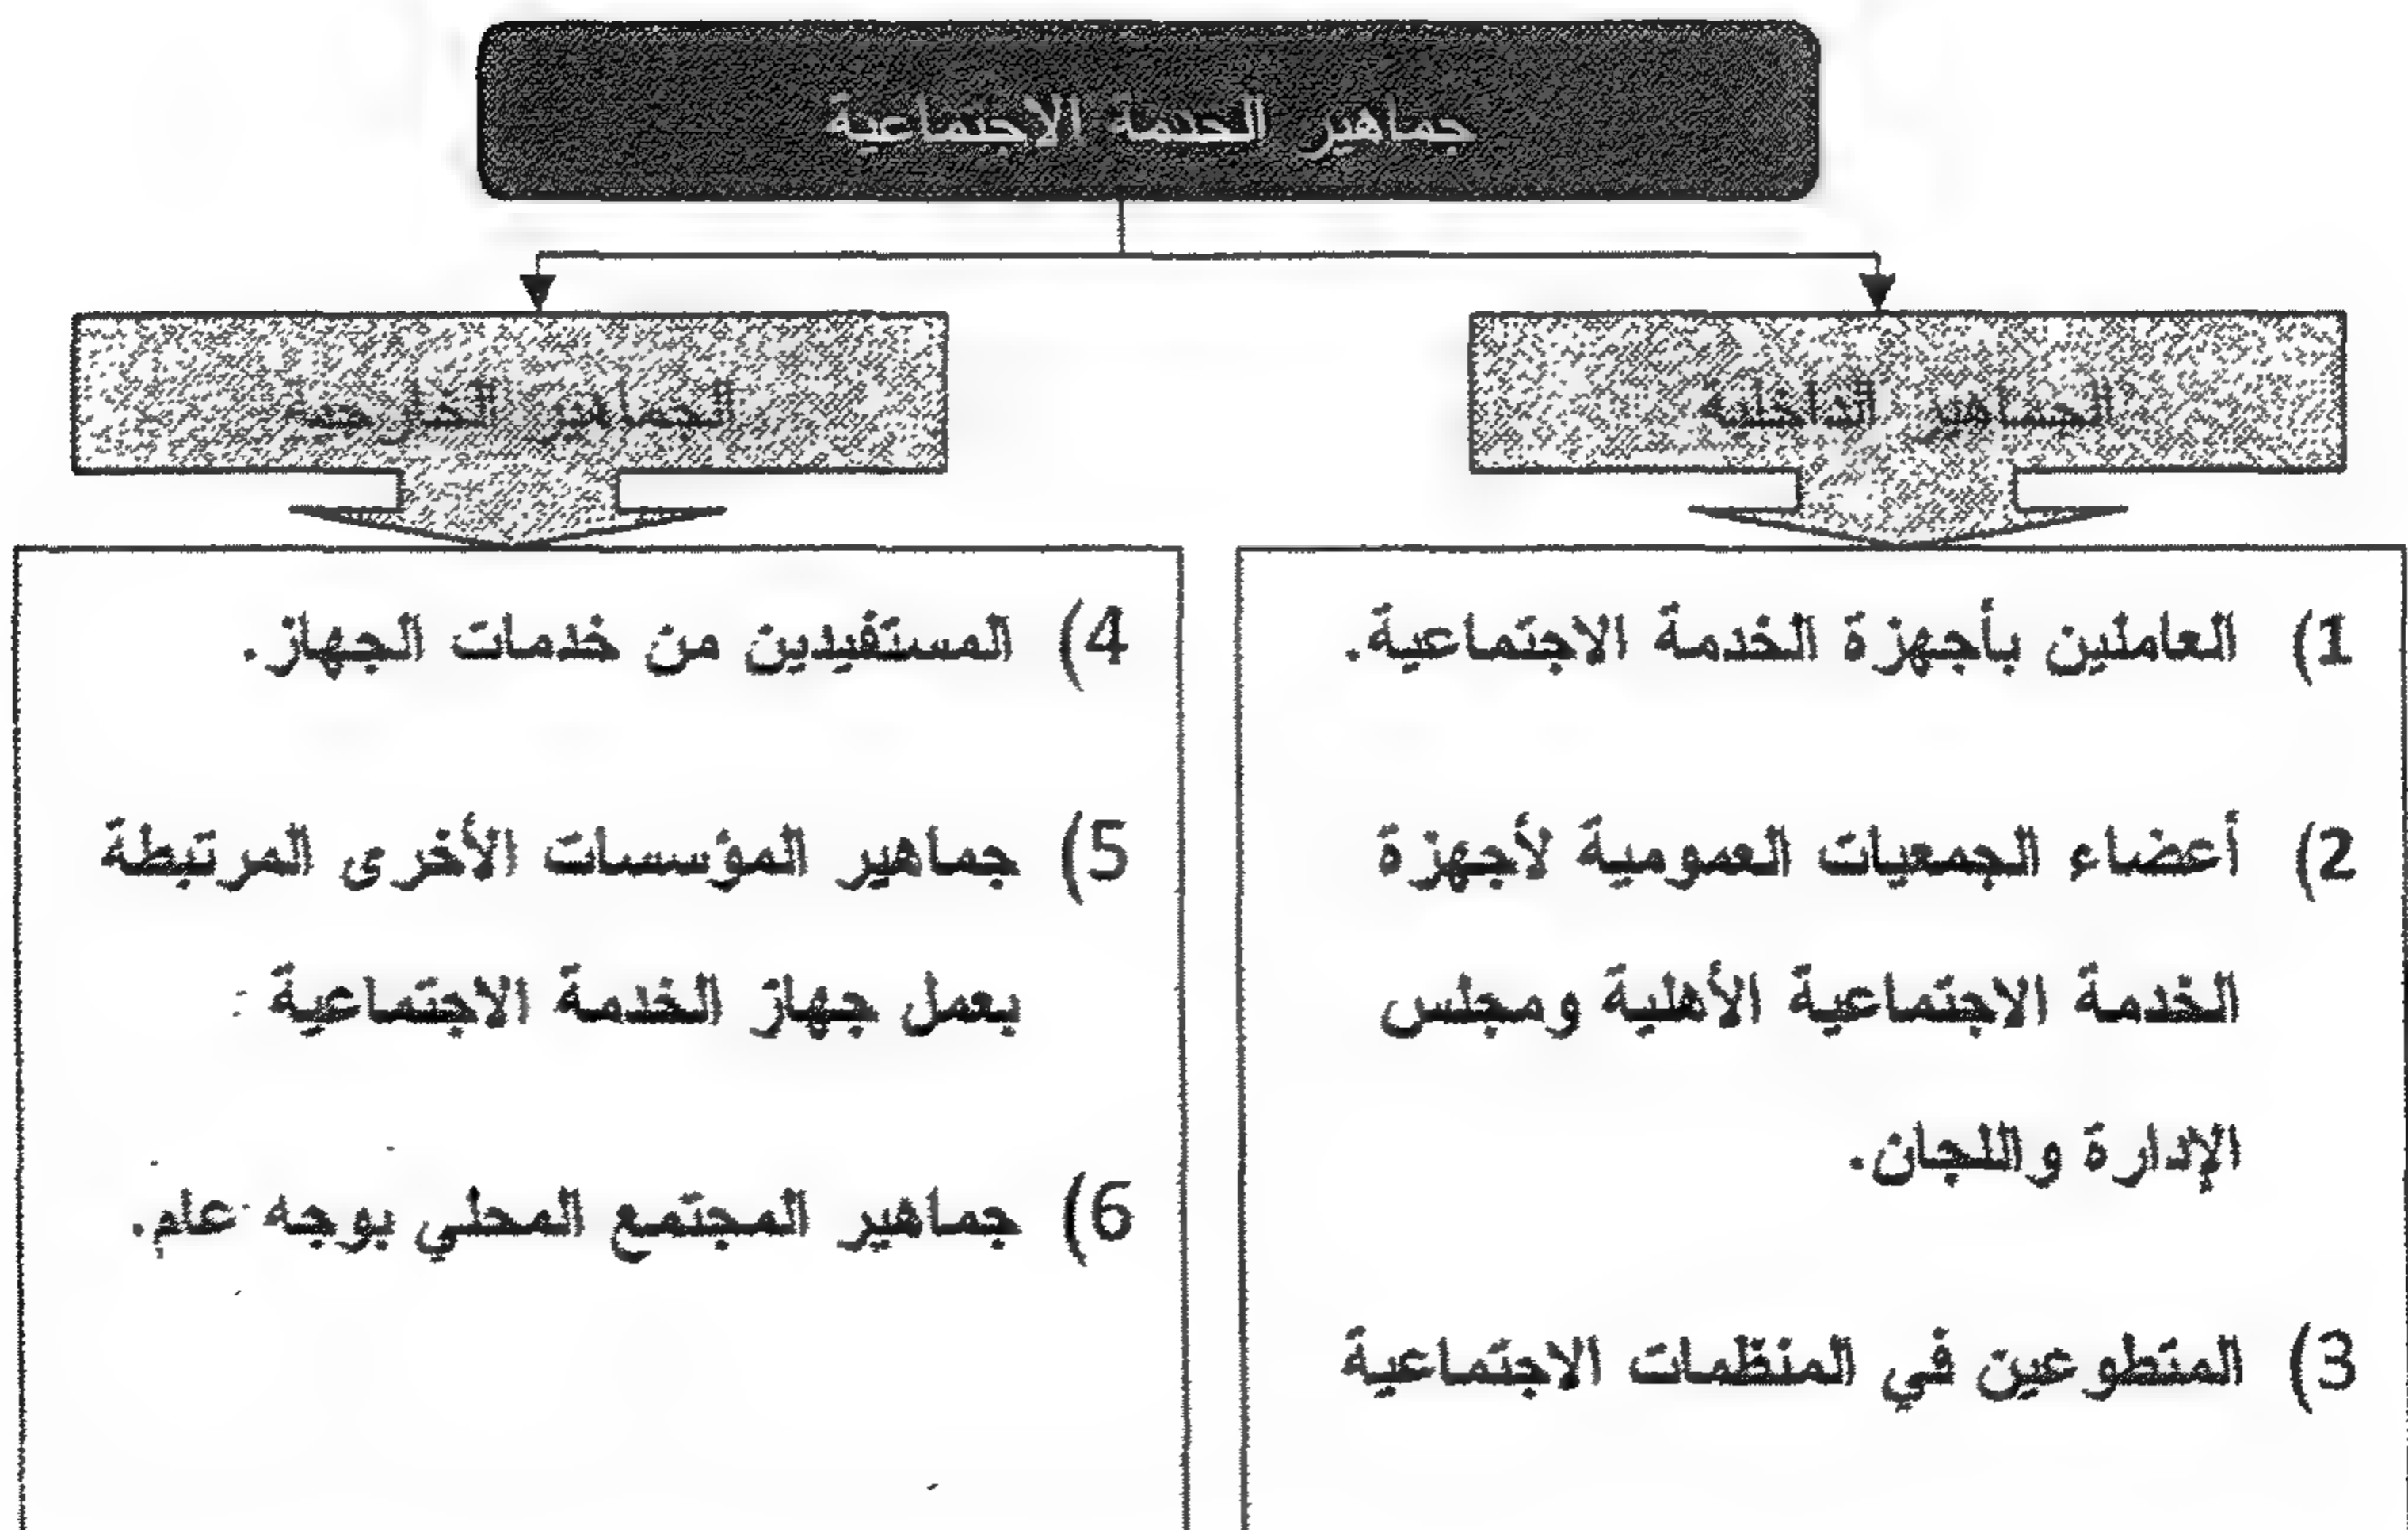 جماهير الخدمة الاجتماعية
الجماهير الداخلية
1) العاملين بأجهزة الخدمة الاجتماعية.
2) أعضاء الجمعيات العمومية لأجهزة
الخدمة الاجتماعية الأهلية ومجلس
الإدارة واللجان.
3) المتطوعين في المنظمات الاجتماعية
الجماهير الخارجية
4) المستفيدين من خدمات الجهاز.
5) جماهير المؤسسات الأخرى المرتبطة
بعمل جهاز الخدمة الاجتماعية
6) جماهير المجتمع المحلي بوجه عام.